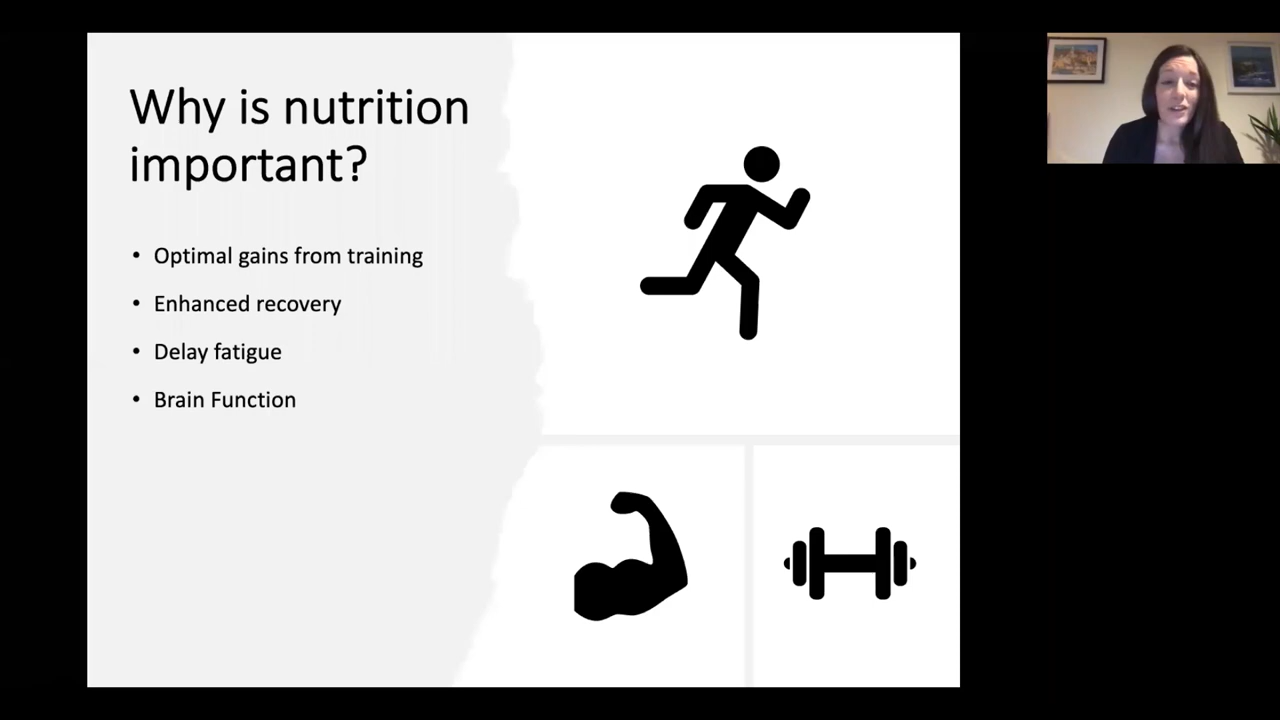 Why is nutrition
important?
• Optimal gains from training
• Enhanced recovery
• Delay fatigue
• Brain Function